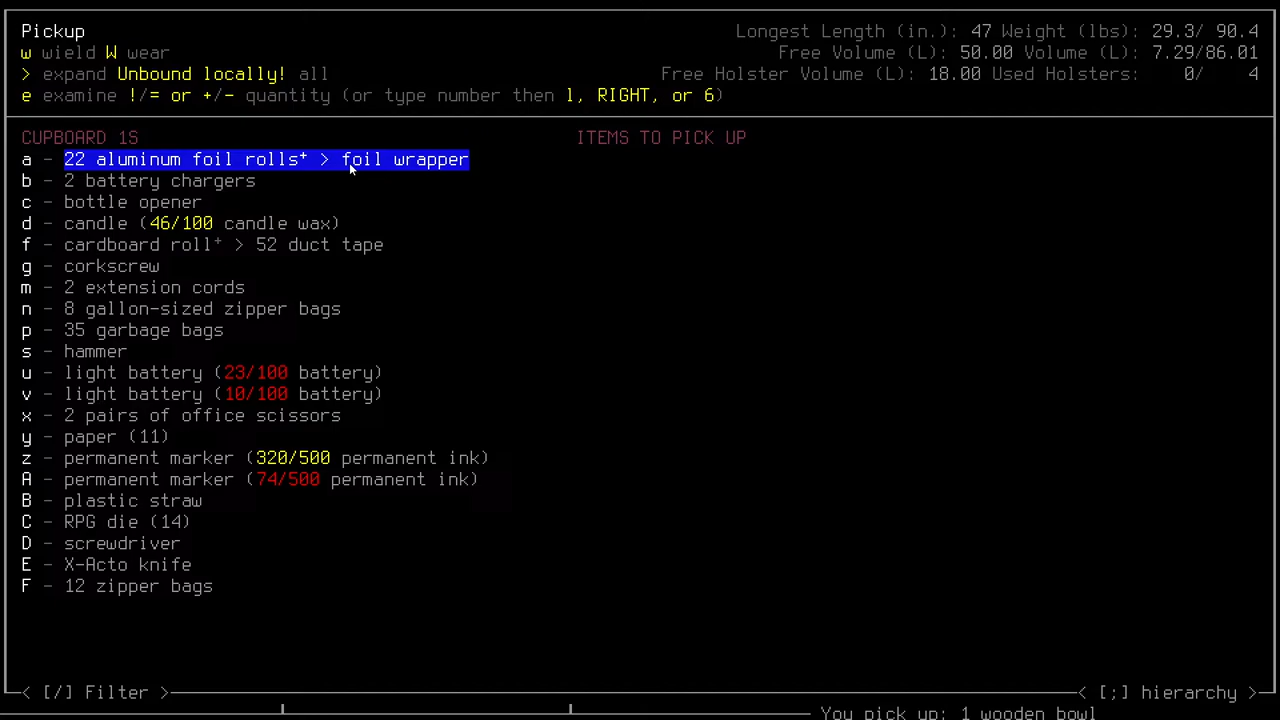 Pickup
Longest Length (in.): 47 Weight (lbs): 29.3/ 90.4
w wield W wear
Free Volume (L): 50.00 Volume (L): 7.29/86.01
> expand Unbound locally! all
Free Holster Volume (L): 18.00 Used Holsters: 0/ 4
e examine !/= or +/- quantity (or type number then l, RIGHT, or 6)
CUPBOARD 1S
ITEMS TO PICK UP
a - 22 aluminum foil rolls⁺ > foil wrapper
b - 2 battery chargers
c - bottle opener
d - candle (46/100 candle wax)
f - cardboard roll⁺ > 52 duct tape
g - corkscrew
m - 2 extension cords
n - 8 gallon-sized zipper bags
p - 35 garbage bags
s - hammer
u - light battery (23/100 battery)
v - light battery (10/100 battery)
x - 2 pairs of office scissors
y - paper (11)
z - permanent marker (320/500 permanent ink)
A - permanent marker (74/500 permanent ink)
B - plastic straw
C - RPG die (14)
D - screwdriver
E - X-Acto knife
F - 12 zipper bags
< [/] Filter >
< [;] hierarchy >
You pick up: 1 wooden bowl